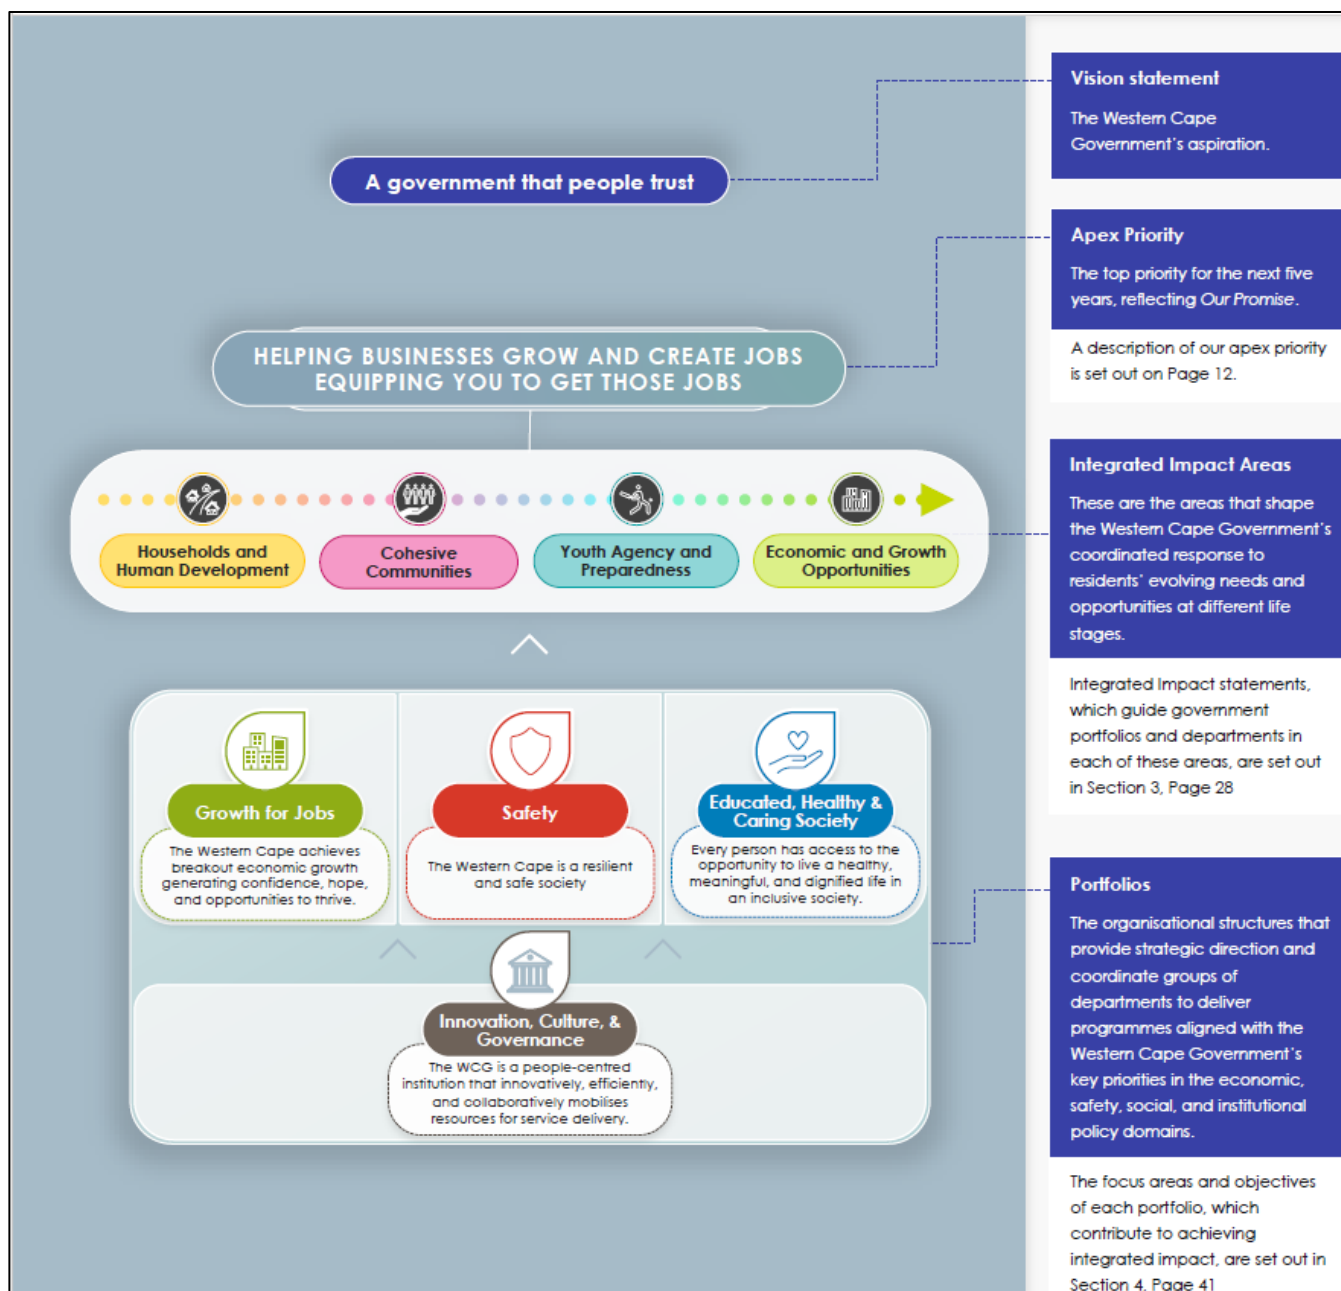 A government that people trust
HELPING BUSINESSES GROW AND CREATE JOBS
EQUIPPING YOU TO GET THOSE JOBS
Households and
Human Development
Cohesive
Communities
Youth Agency and
Preparedness
Economic and Growth
Opportunities
Growth for Jobs
The Western Cape achieves
breakout economic growth
generating confidence, hope,
and opportunities to thrive.
Safety
The Western Cape is a resilient
and safe society
Educated, Healthy &
Caring Society
Every person has access to the
opportunity to live a healthy,
meaningful, and dignified life in
an inclusive society.
Innovation, Culture, &
Governance
The WCG is a people-centred
institution that innovatively, efficiently,
and collaboratively mobilises
resources for service delivery.
Vision statement
The Western Cape
Government's aspiration.
Apex Priority
The top priority for the next five
years, reflecting Our Promise.
A description of our apex priority
is set out on Page 12.
Integrated Impact Areas
These are the areas that shape
the Western Cape Government's
coordinated response to
residents' evolving needs and
opportunities at different life
stages.
Integrated Impact statements,
which guide government
portfolios and departments in
each of these areas, are set out
in Section 3, Page 28
Portfolios
The organisational structures that
provide strategic direction and
coordinate groups of
departments to deliver
programmes aligned with the
Western Cape Government's
key priorities in the economic,
safety, social, and institutional
policy domains.
The focus areas and objectives
of each portfolio, which
contribute to achieving
integrated impact, are set out in
Section 4, Page 41